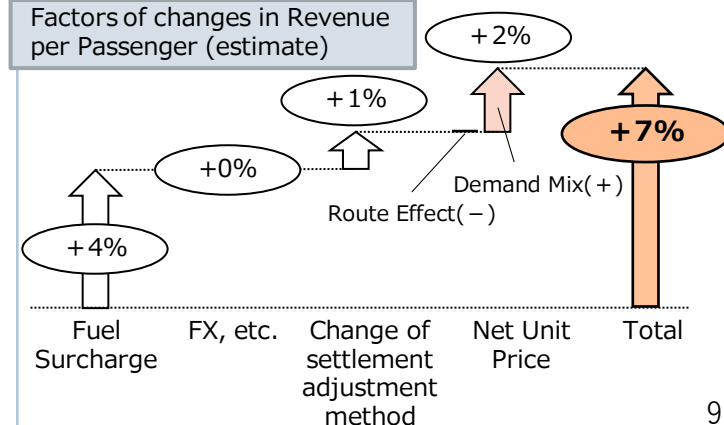 Factors of changes in Revenue
per Passenger (estimate)
+2%
+1%
+7%
+0%
Demand Mix(+)
Route Effect(−)
+4%
Fuel
Surcharge
FX, etc.
Change of
settlement
adjustment
method
Net Unit
Price
Total
9